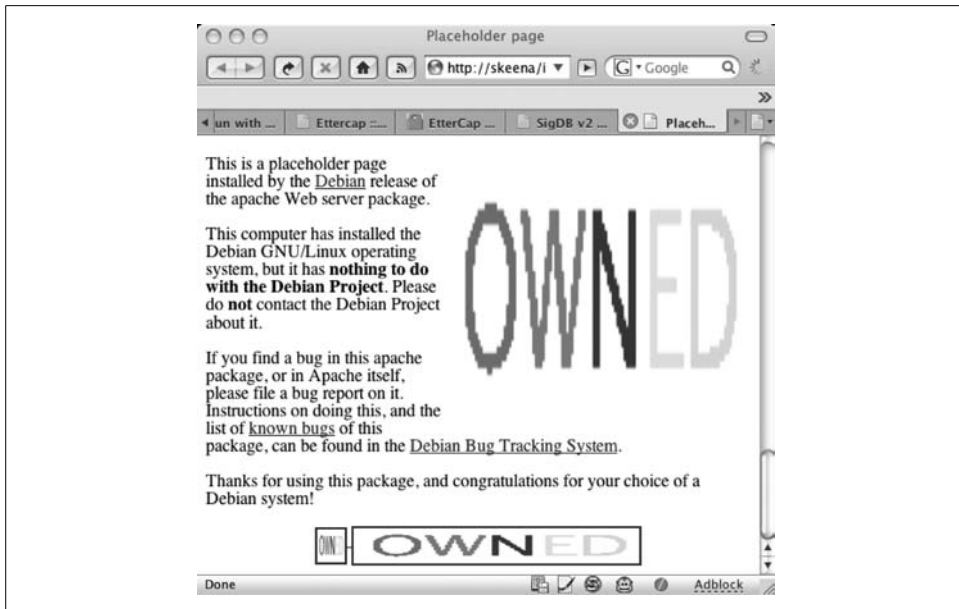 Placeholder page
http://skeena/i
G
Google
un with ...
Ettercap ::...
EtterCap ...
SigDB v2 ...
Placeh...
This is a placeholder page
installed by the Debian release of
the apache Web server package.
OWNED
This computer has installed the
Debian GNU/Linux operating
system, but it has nothing to do
with the Debian Project. Please
do not contact the Debian Project
about it.
If you find a bug in this apache
package, or in Apache itself,
please file a bug report on it.
Instructions on doing this, and the
list of known bugs of this
package, can be found in the Debian Bug Tracking System.
Thanks for using this package, and congratulations for your choice of a
Debian system!
OWNED
OWNED
Done
Adblock